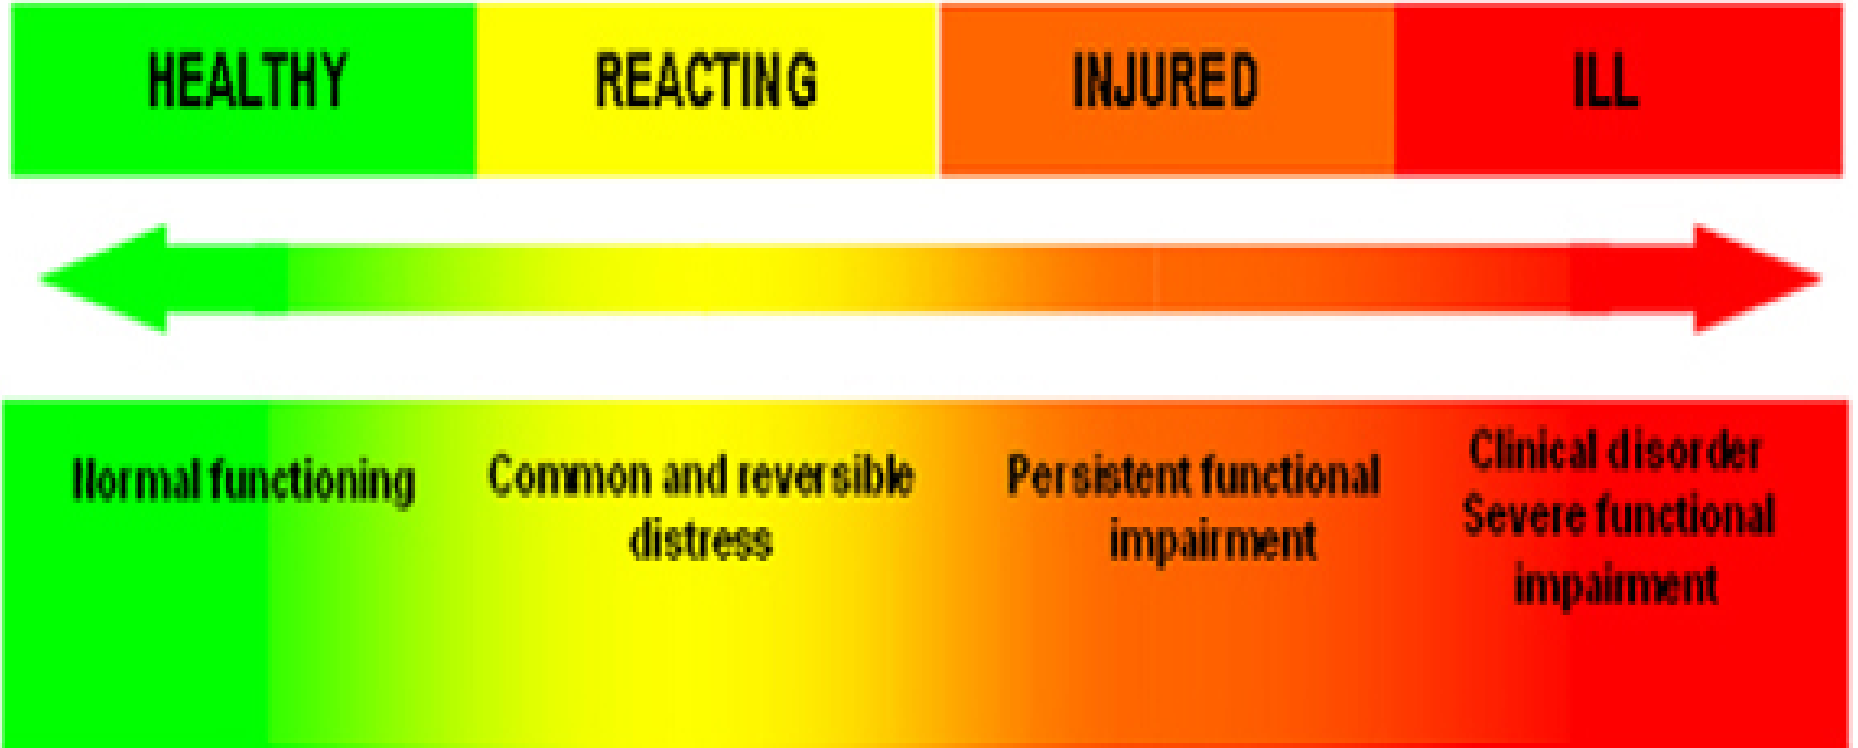 HEALTHY
REACTING
INJURED
ILL
Normal functioning
Common and reversible
distress
Persistent functional
impairment
Clinical disorder
Severe functional
impairment